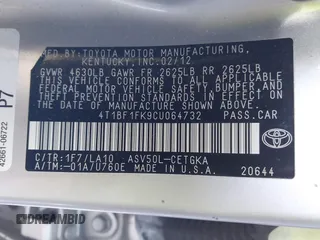 MFD.BY:TOYOTA MOTOR MANUFACTURING,
KENTUCKY,INC.02/12
GVWR 4630LB GAWR FR 2625LB RR 2625LB
THIS VEHICLE CONFORMS TO ALL APPLICABLE
FEDERAL MOTOR VEHICLE SAFETY, BUMPER,
AND THEFT PREVENTION STANDARDS IN EFFECT
ON THE DATE OF MANUFACTURE SHOWN ABOVE.
4T1BF1FK9CU064732 PASS.CAR
C/TR:1F7/LA10 ASV50L-CETGKA
A/TM:-01A/U760E MADE IN U.S.A. 20644
P7
42661-06722
DREAMBID